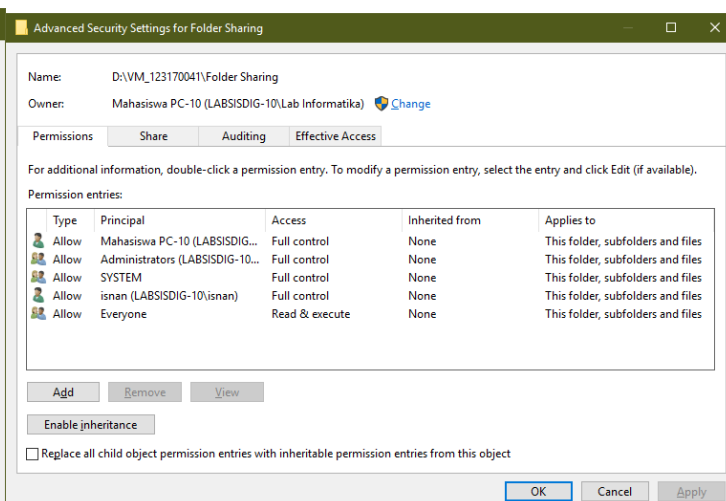 Advanced Security Settings for Folder Sharing
Name: D:\VM_123170041\Folder Sharing
Owner: Mahasiswa PC-10 (LABSISDIG-10\Lab Informatika) Change
Permissions Share Auditing Effective Access
For additional information, double-click a permission entry. To modify a permission entry, select the entry and click Edit (if available).
Permission entries:
Type Principal Access Inherited from Applies to
Allow Mahasiswa PC-10 (LABSISDIG... Full control None This folder, subfolders and files
Allow Administrators (LABSISDIG-10... Full control None This folder, subfolders and files
Allow SYSTEM Full control None This folder, subfolders and files
Allow isnan (LABSISDIG-10\isnan) Full control None This folder, subfolders and files
Allow Everyone Read & execute None This folder, subfolders and files
Add Remove View
Enable inheritance
Replace all child object permission entries with inheritable permission entries from this object
OK Cancel Apply